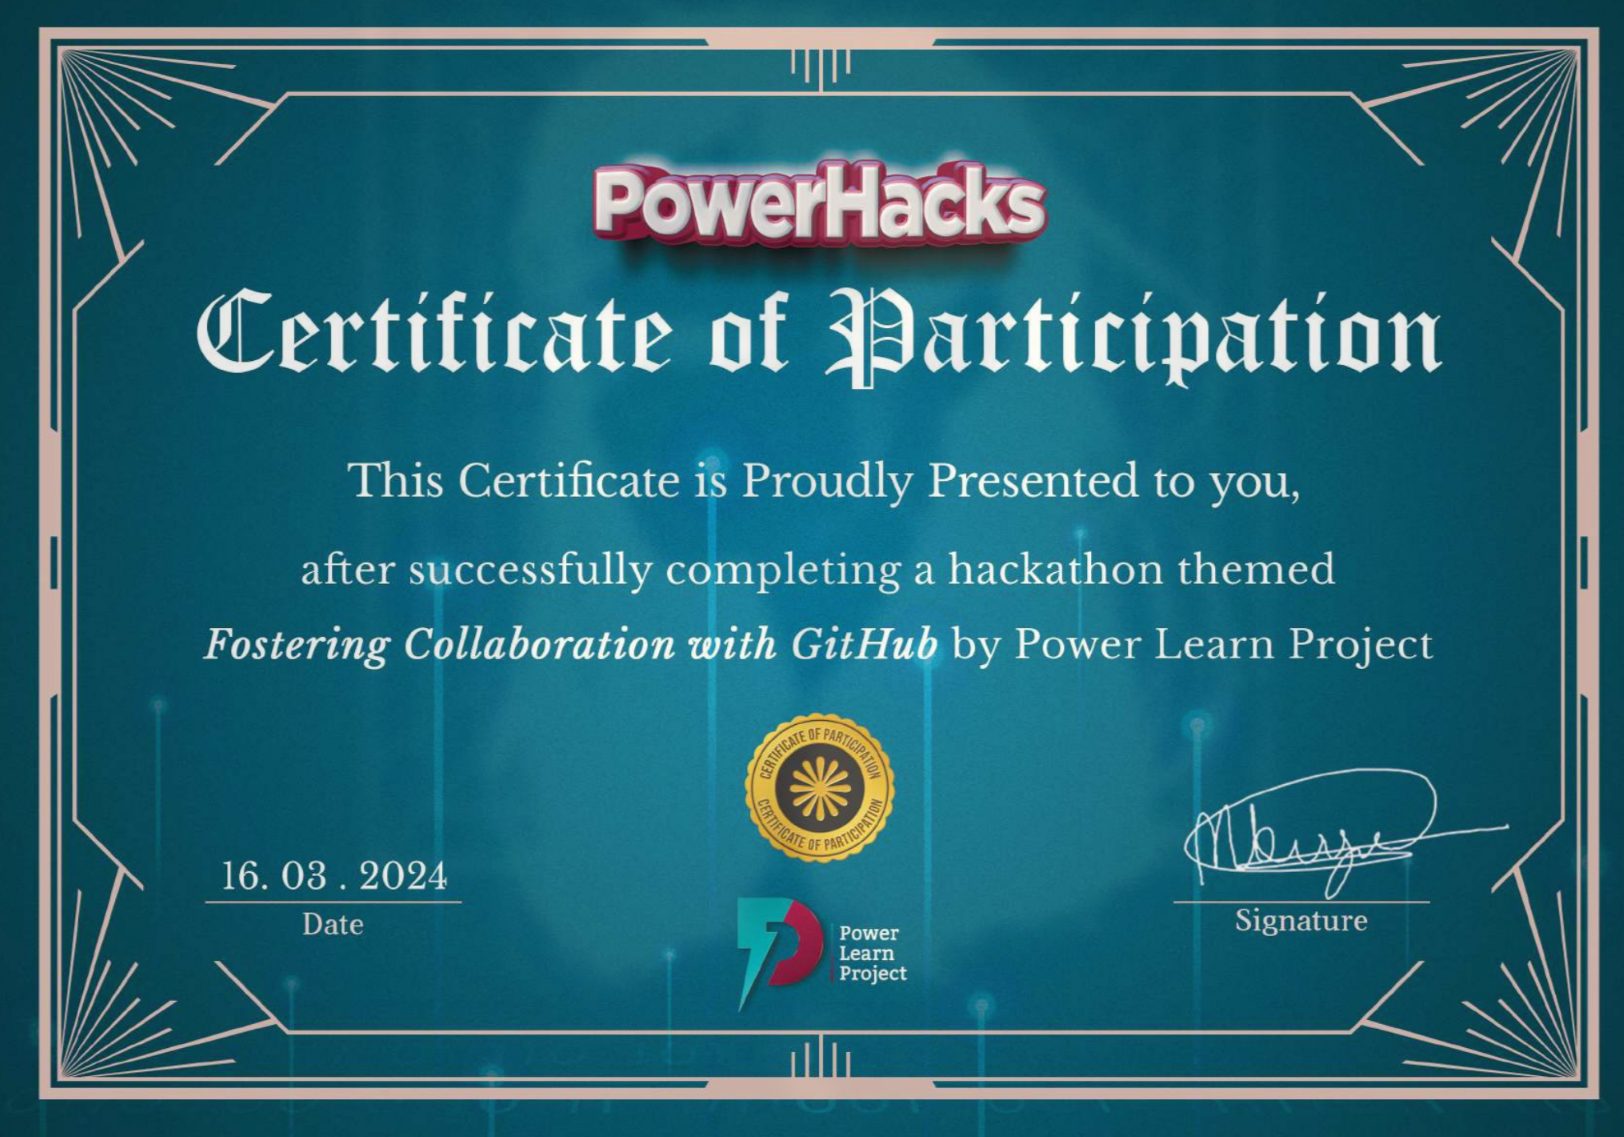 PowerHacks
Certificate of Participation
This Certificate is Proudly Presented to you,
after successfully completing a hackathon themed
Fostering Collaboration with GitHub by Power Learn Project
CERTIFICATE OF PARTICIPATION
CERTIFICATE OF PARTICIPATION
16. 03 . 2024
Date
Signature
Power
Learn
Project